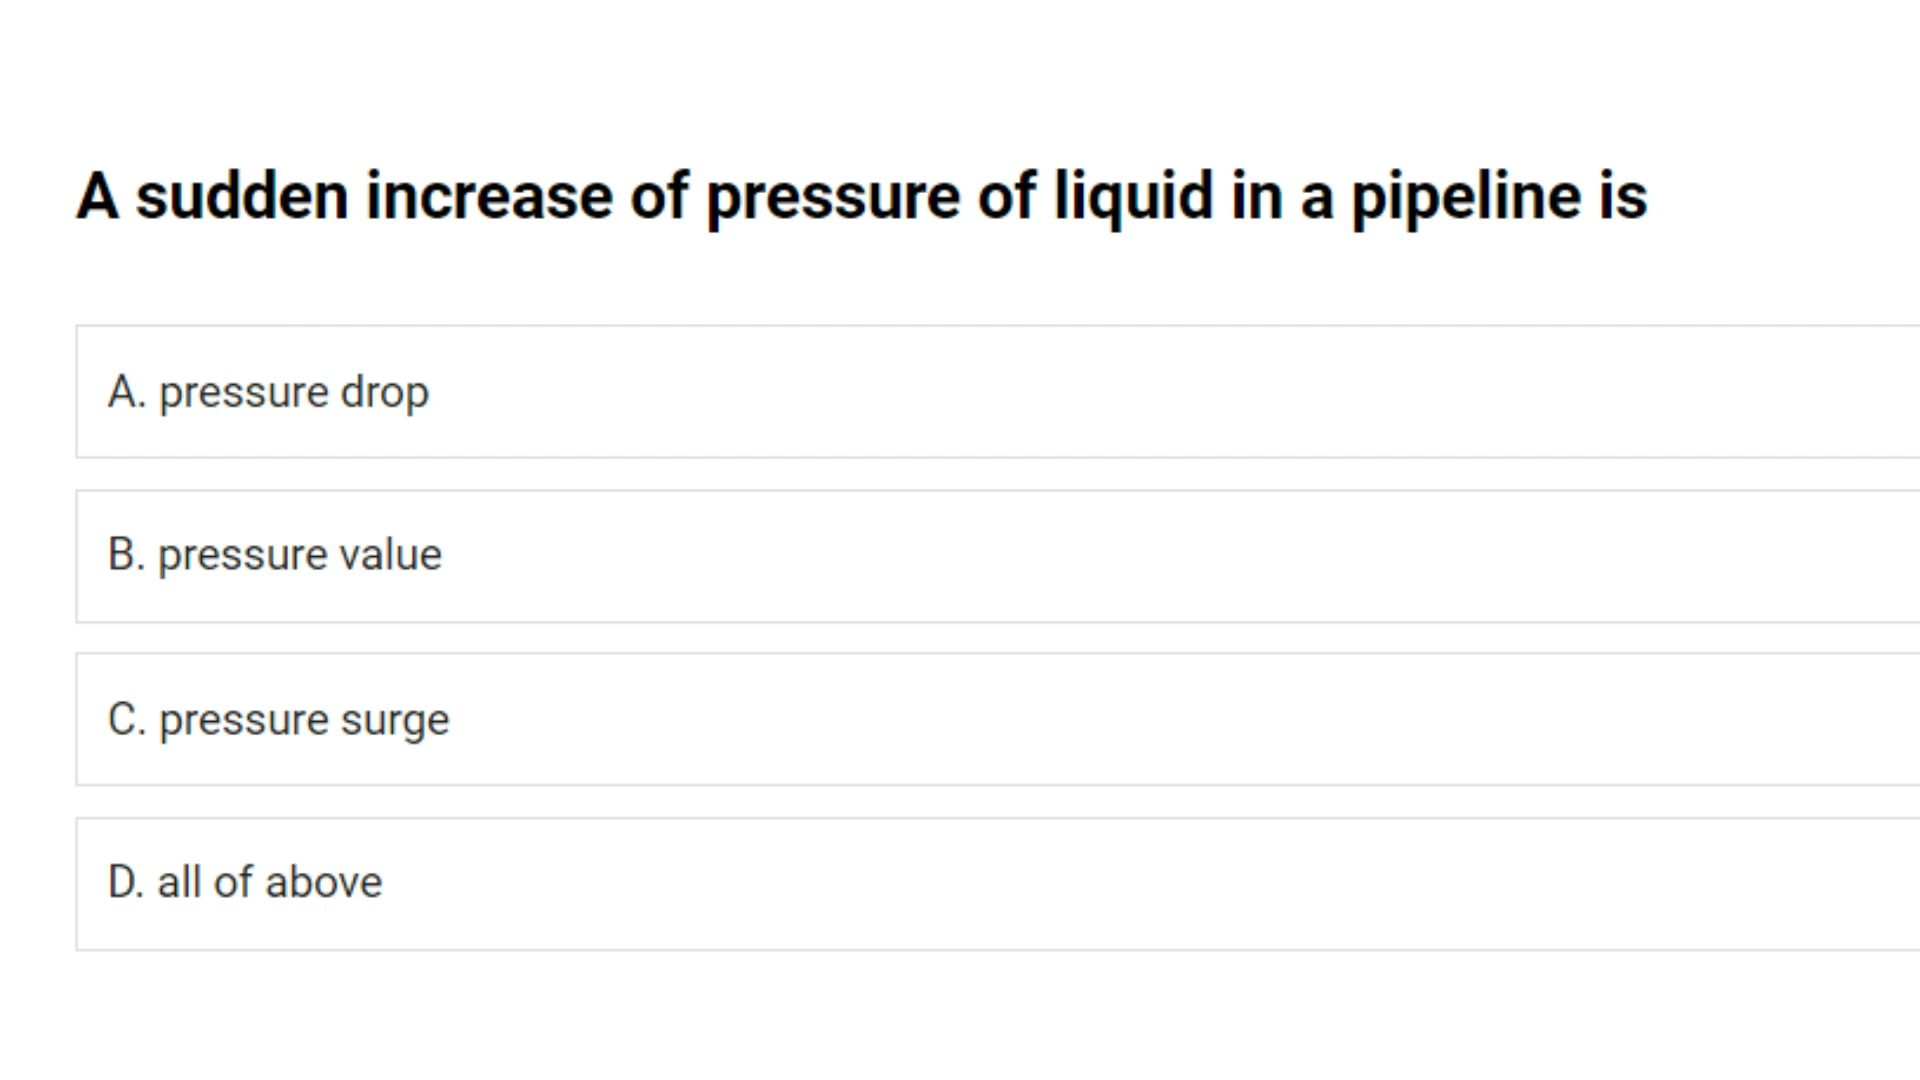 A sudden increase of pressure of liquid in a pipeline is
A. pressure drop
B. pressure value
C. pressure surge
D. all of above